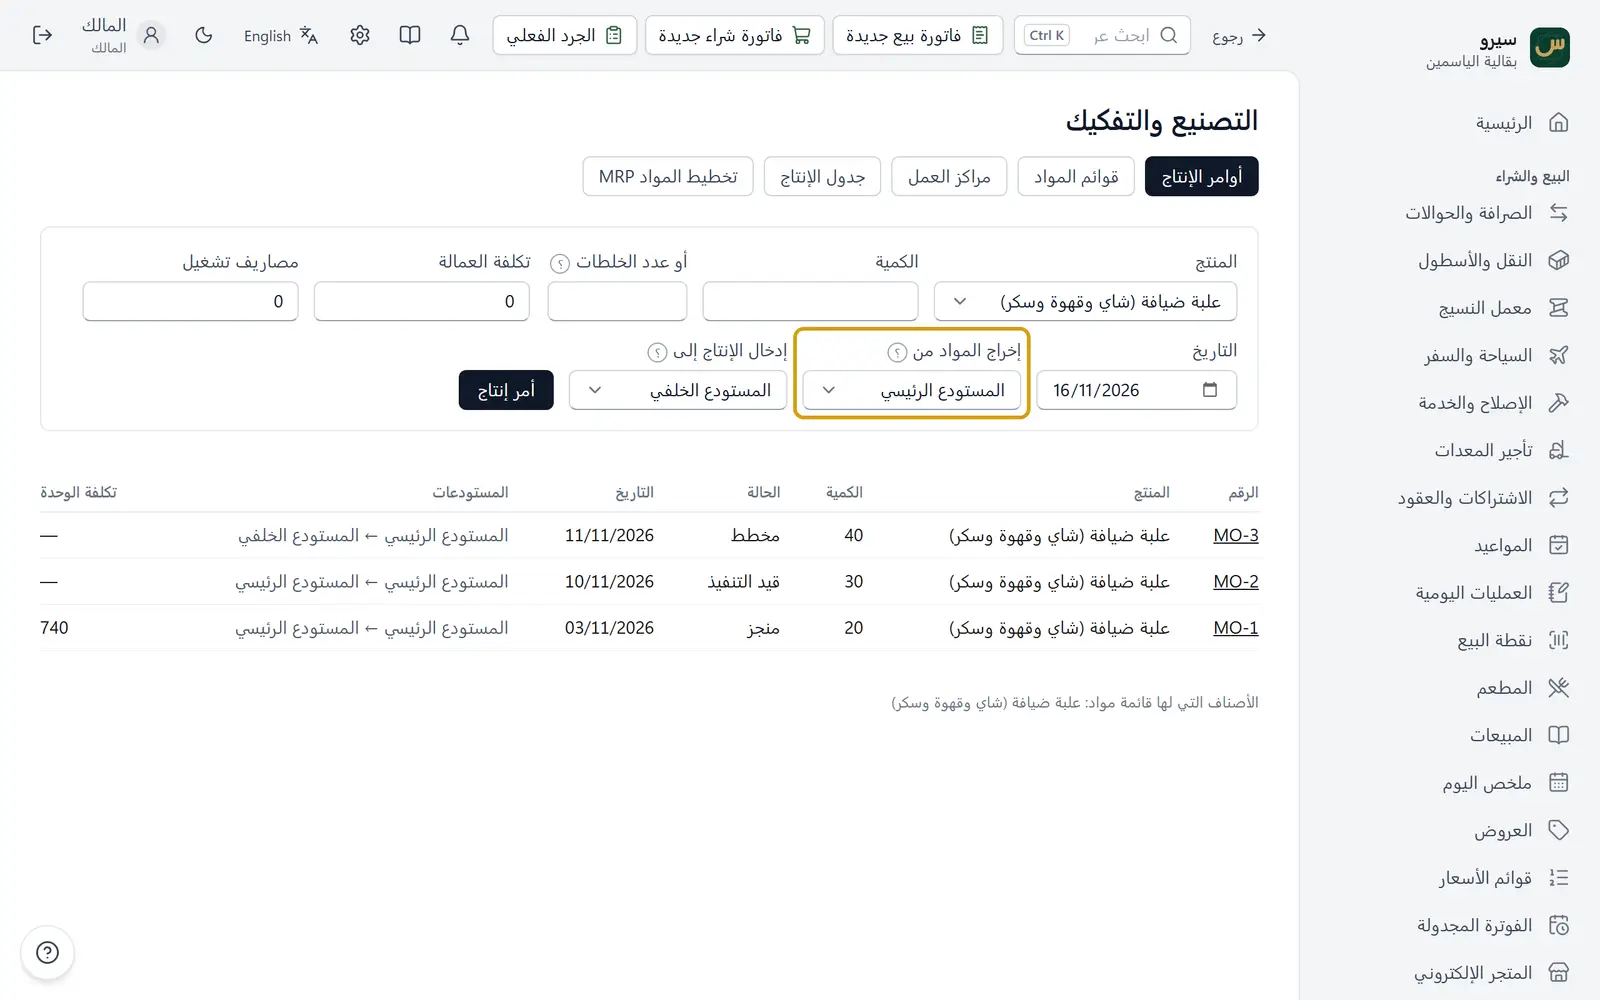 سيرو
بقالية الياسمين
رجوع
ابحث عر
Ctrl K
فاتورة بيع جديدة
فاتورة شراء جديدة
الجرد الفعلي
English
المالك
المالك
الرئيسية
البيع والشراء
الصرافة والحوالات
النقل والأسطول
معمل النسيج
السياحة والسفر
الإصلاح والخدمة
تأجير المعدات
الاشتراكات والعقود
المواعيد
العمليات اليومية
نقطة البيع
المطعم
المبيعات
ملخص اليوم
العروض
قوائم الأسعار
الفوترة المجدولة
المتجر الإلكتروني
التصنيع والتفكيك
أوامر الإنتاج
قوائم المواد
مراكز العمل
جدول الإنتاج
تخطيط المواد MRP
المنتج
الكمية
أو عدد الخلطات ؟
تكلفة العمالة
مصاريف تشغيل
علبة ضيافة (شاي وقهوة وسكر)
0
0
التاريخ
إخراج المواد من ؟
إدخال الإنتاج إلى ؟
16/11/2026
المستودع الرئيسي
المستودع الخلفي
أمر إنتاج
الرقم المنتج الكمية الحالة التاريخ المستودعات تكلفة الوحدة
MO-3 علبة ضيافة (شاي وقهوة وسكر) 40 مخطط 11/11/2026 المستودع الرئيسي ← المستودع الخلفي —
MO-2 علبة ضيافة (شاي وقهوة وسكر) 30 قيد التنفيذ 10/11/2026 المستودع الرئيسي ← المستودع الرئيسي —
MO-1 علبة ضيافة (شاي وقهوة وسكر) 20 منجز 03/11/2026 المستودع الرئيسي ← المستودع الرئيسي 740
الأصناف التي لها قائمة مواد: علبة ضيافة (شاي وقهوة وسكر)